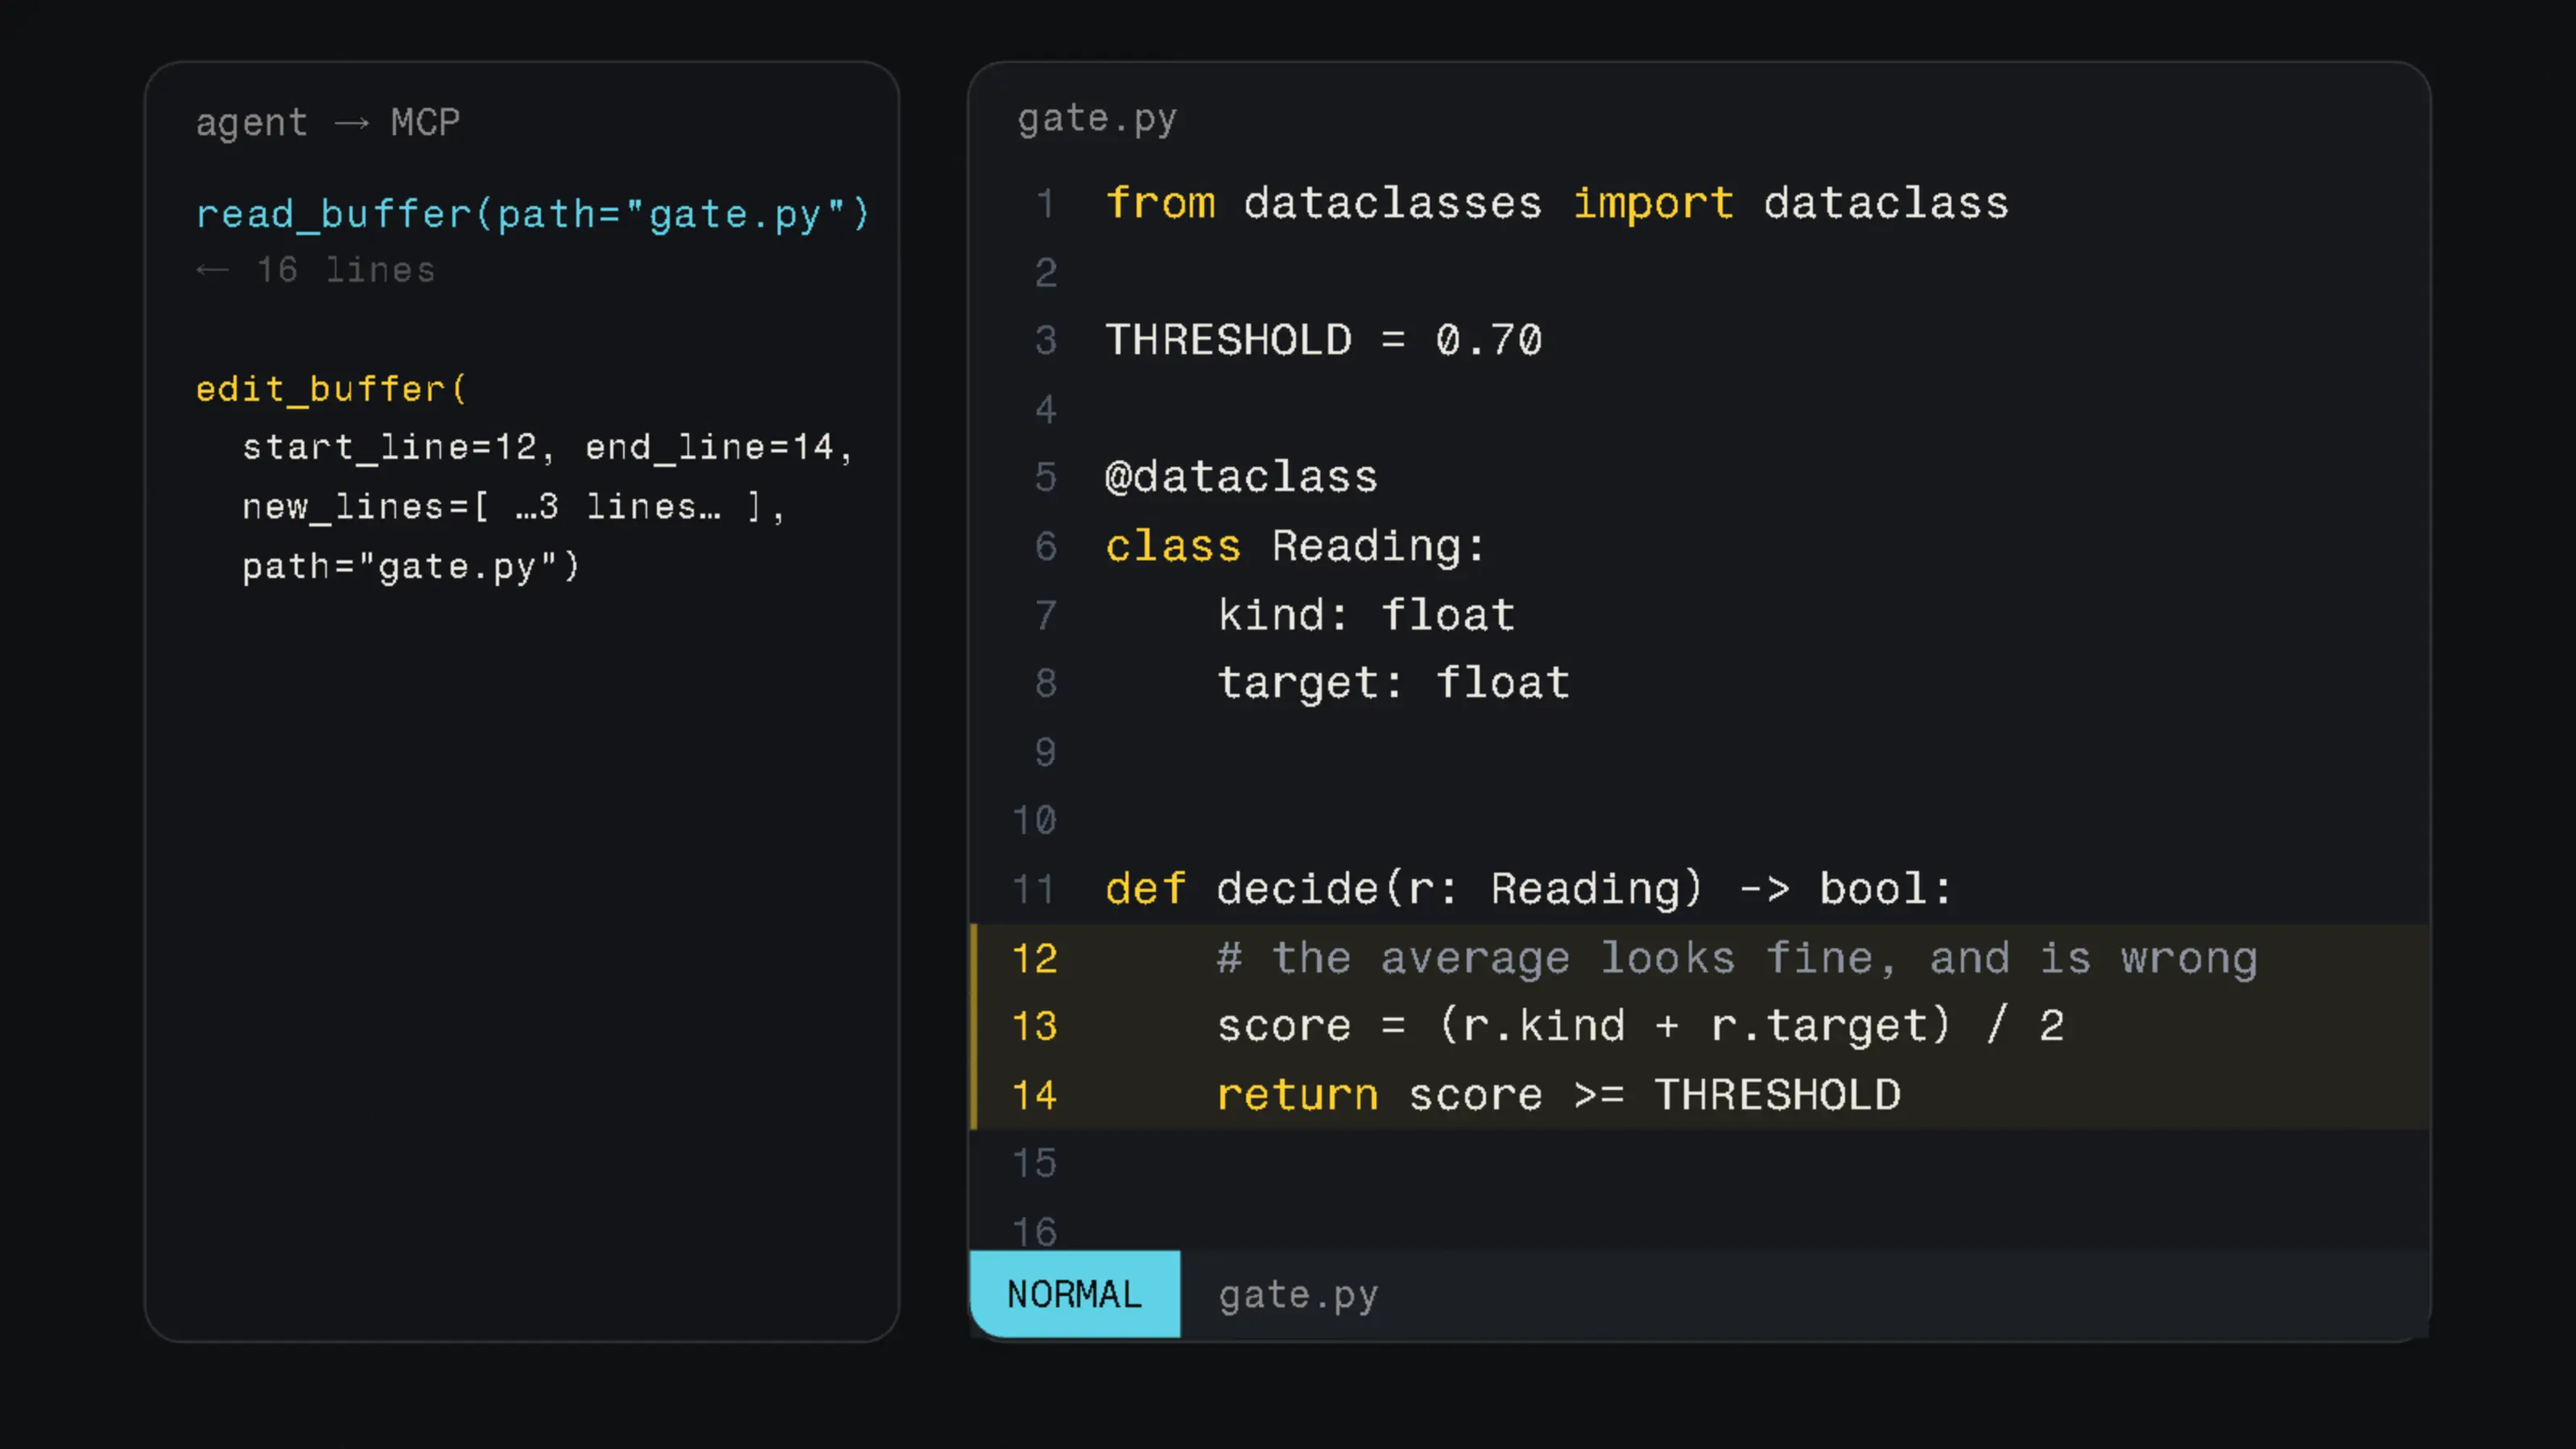 agent → MCP
read_buffer(path="gate.py")
← 16 lines
edit_buffer(
  start_line=12, end_line=14,
  new_lines=[ …3 lines… ],
  path="gate.py")
gate.py
1 from dataclasses import dataclass
2
3 THRESHOLD = 0.70
4
5 @dataclass
6 class Reading:
7     kind: float
8     target: float
9
10
11 def decide(r: Reading) -> bool:
12     # the average looks fine, and is wrong
13     score = (r.kind + r.target) / 2
14     return score >= THRESHOLD
15
16
NORMAL gate.py